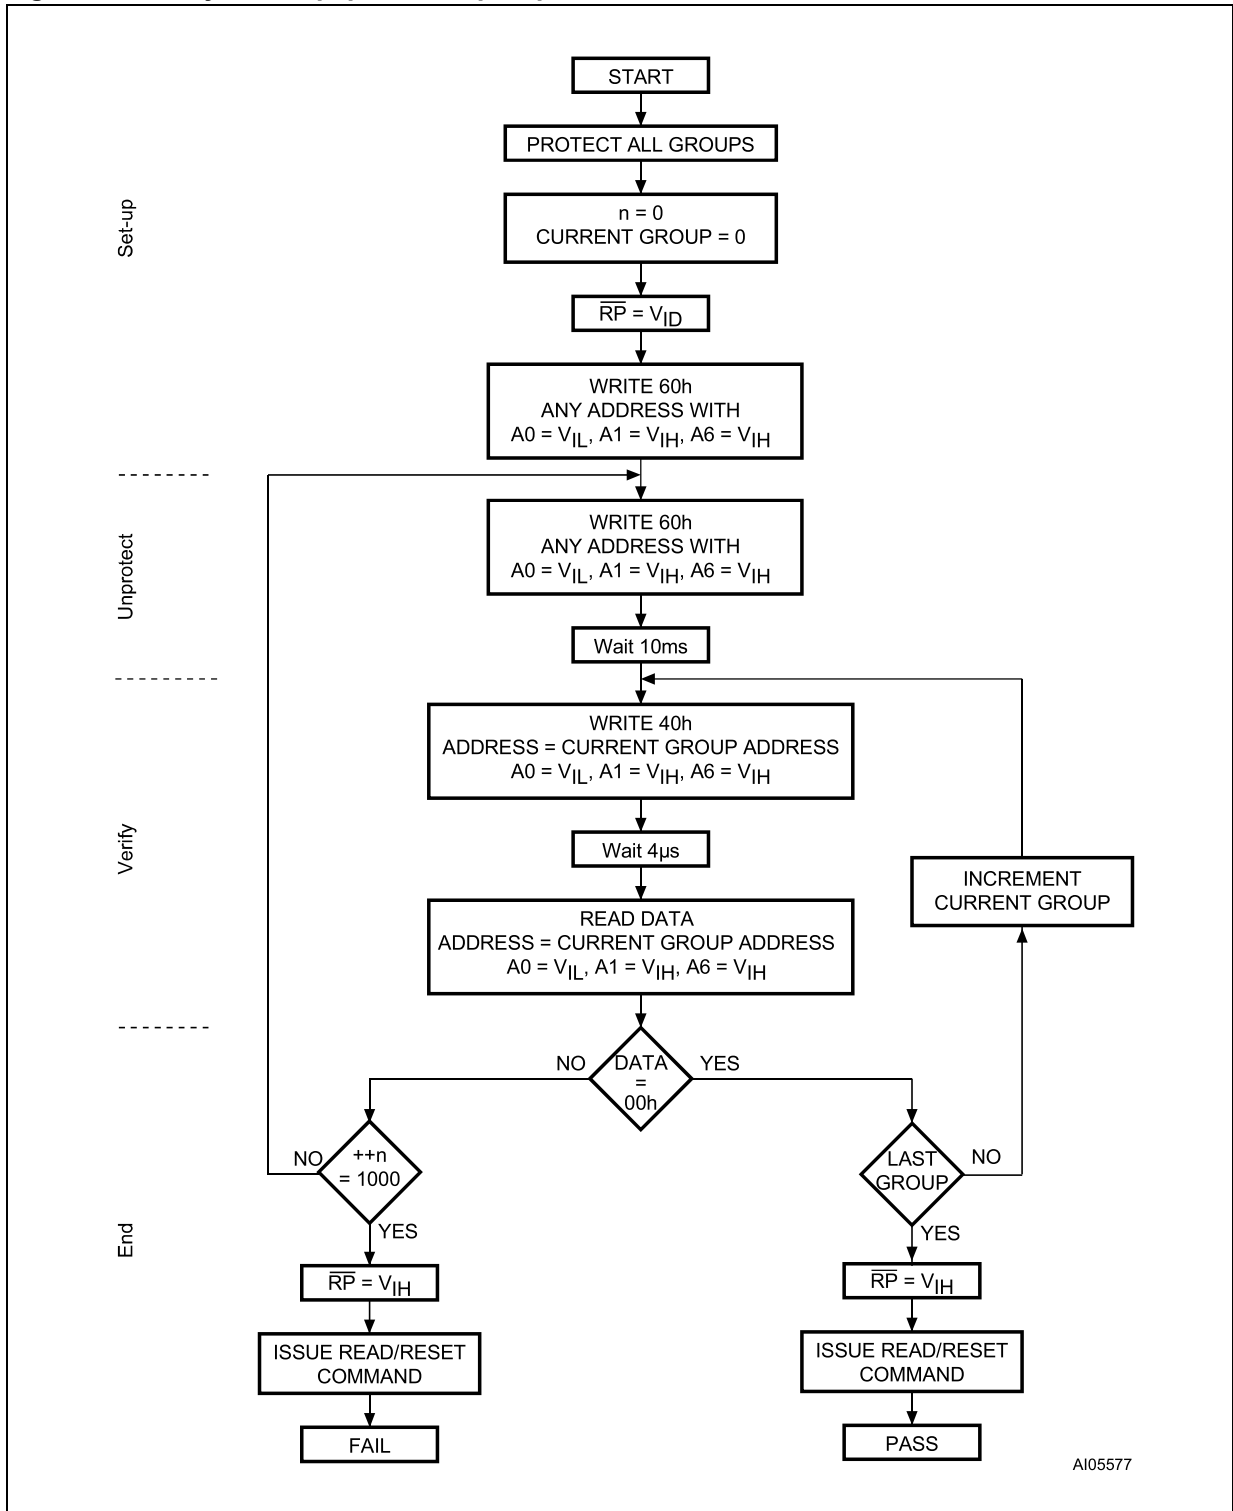 START
PROTECT ALL GROUPS
n = 0
CURRENT GROUP = 0
Set-up
R̅P̅ = VID
WRITE 60h
ANY ADDRESS WITH
A0 = VIL, A1 = VIH, A6 = VIH
Unprotect
WRITE 60h
ANY ADDRESS WITH
A0 = VIL, A1 = VIH, A6 = VIH
Wait 10ms
Verify
WRITE 40h
ADDRESS = CURRENT GROUP ADDRESS
A0 = VIL, A1 = VIH, A6 = VIH
Wait 4µs
INCREMENT
CURRENT GROUP
READ DATA
ADDRESS = CURRENT GROUP ADDRESS
A0 = VIL, A1 = VIH, A6 = VIH
NO
DATA
=
00h
YES
End
NO
++n
= 1000
YES
LAST
GROUP
NO
YES
R̅P̅ = VIH
R̅P̅ = VIH
ISSUE READ/RESET
COMMAND
ISSUE READ/RESET
COMMAND
FAIL
PASS
AI05577